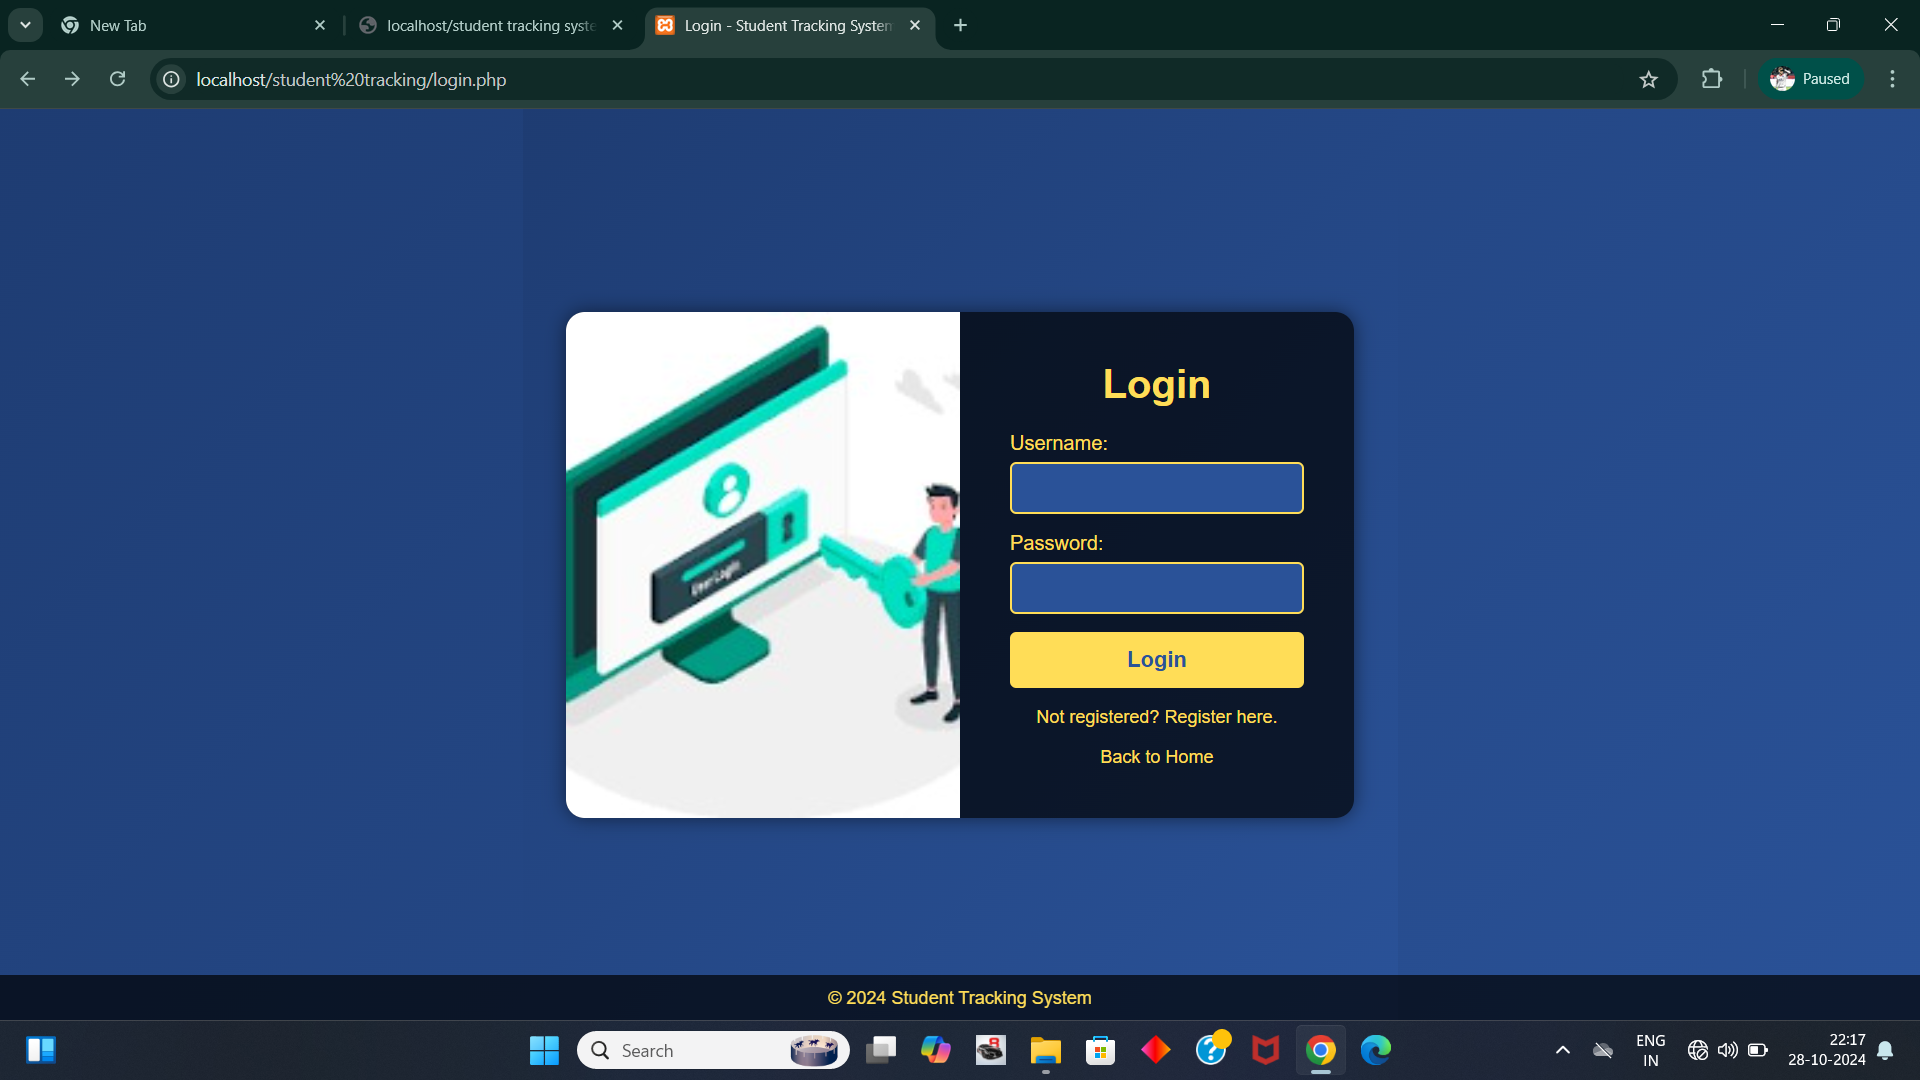 New Tab
localhost/student tracking syste
Login - Student Tracking System
localhost/student%20tracking/login.php
Paused
User Login
Login
Username:
Password:
Login
Not registered? Register here.
Back to Home
© 2024 Student Tracking System
Search
ENG
IN
22:17
28-10-2024